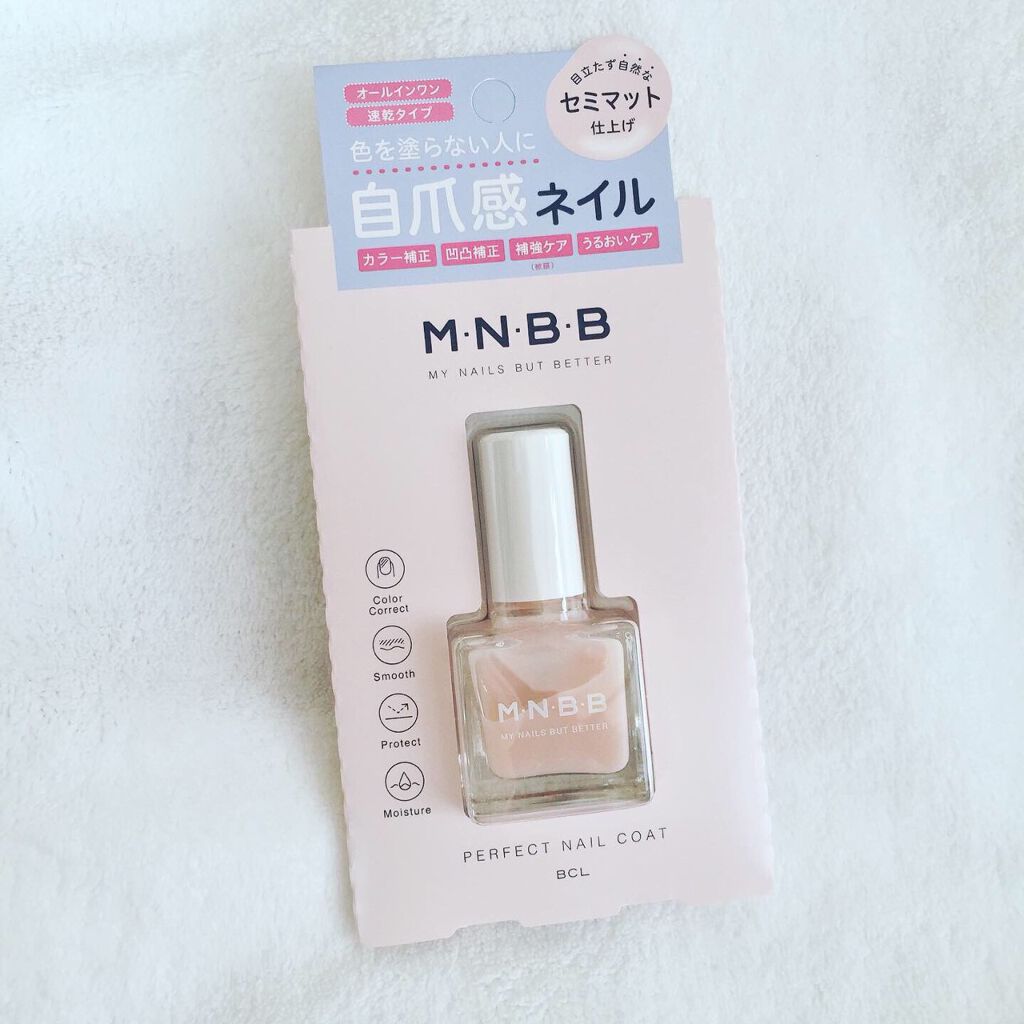 オールインワン
速乾タイプ
目立たず自然な
セミマット
仕上げ
色を塗らない人に
自爪感ネイル
カラー補正 凹凸補正 補強ケア うるおいケア
(被膜)
M·N·B·B
MY NAILS BUT BETTER
Color
Correct
Smooth
Protect
Moisture
M·N·B·B
MY NAILS BUT BETTER
PERFECT NAIL COAT
BCL